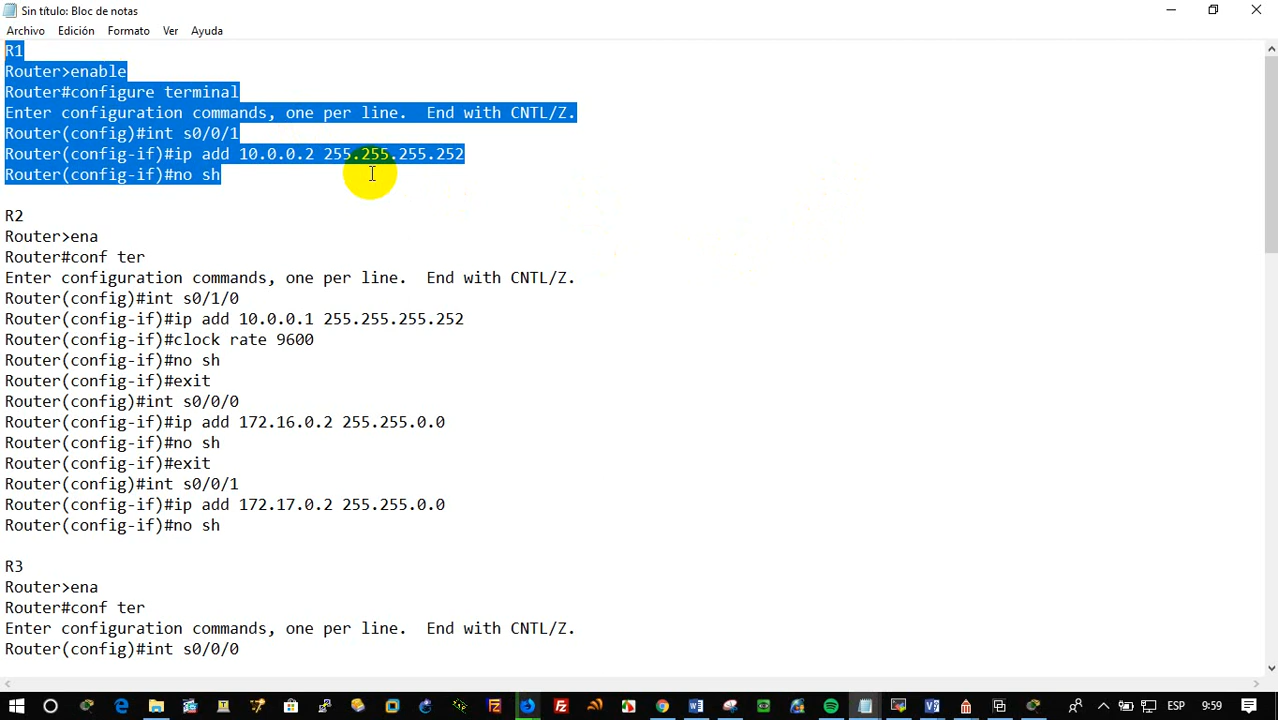 Sin título: Bloc de notas
Archivo Edición Formato Ver Ayuda
R1
Router>enable
Router#configure terminal
Enter configuration commands, one per line.  End with CNTL/Z.
Router(config)#int s0/0/1
Router(config-if)#ip add 10.0.0.2 255.255.255.252
Router(config-if)#no sh
R2
Router>ena
Router#conf ter
Enter configuration commands, one per line.  End with CNTL/Z.
Router(config)#int s0/1/0
Router(config-if)#ip add 10.0.0.1 255.255.255.252
Router(config-if)#clock rate 9600
Router(config-if)#no sh
Router(config-if)#exit
Router(config-if)#int s0/0/0
Router(config-if)#ip add 172.16.0.2 255.255.0.0
Router(config-if)#no sh
Router(config-if)#exit
Router(config-if)#int s0/0/1
Router(config-if)#ip add 172.17.0.2 255.255.0.0
Router(config-if)#no sh
R3
Router>ena
Router#conf ter
Enter configuration commands, one per line.  End with CNTL/Z.
Router(config)#int s0/0/0
ESP 9:59